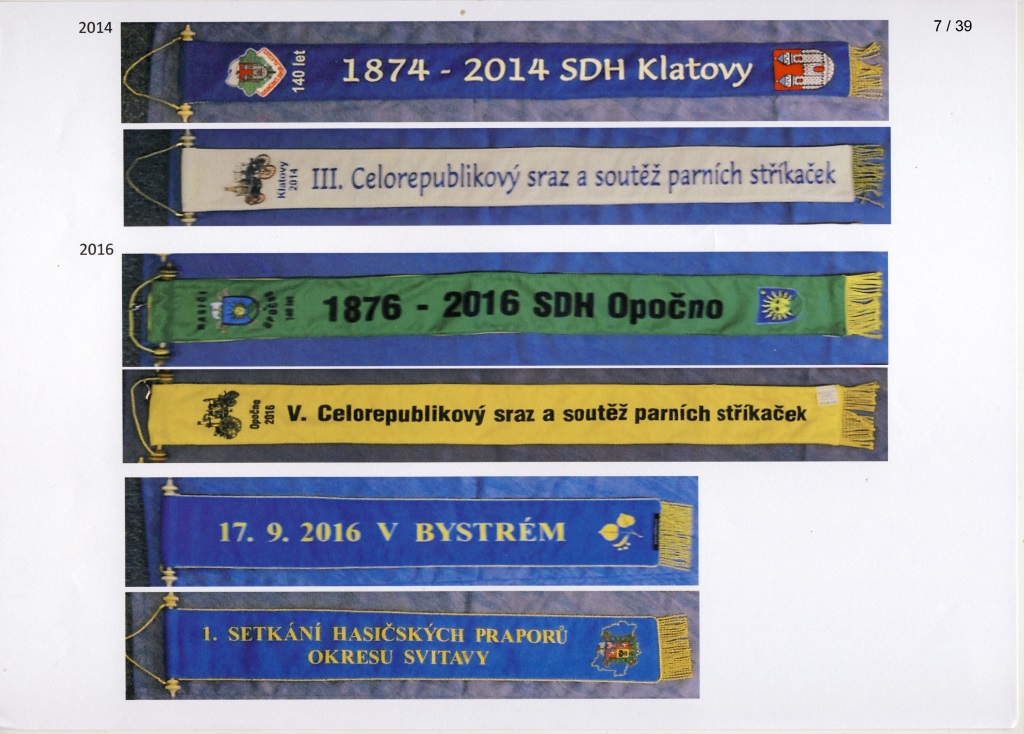 2014
7 / 39
140 let
1874 - 2014 SDH Klatovy
Klatovy
2014
III. Celorepublikový sraz a soutěž parních stříkaček
2016
HASIČI
OPOČNO
140 let
1876 - 2016 SDH Opočno
Opočno
2016
V. Celorepublikový sraz a soutěž parních stříkaček
17. 9. 2016 V BYSTRÉM
1. SETKÁNÍ HASIČSKÝCH PRAPORŮ
OKRESU SVITAVY